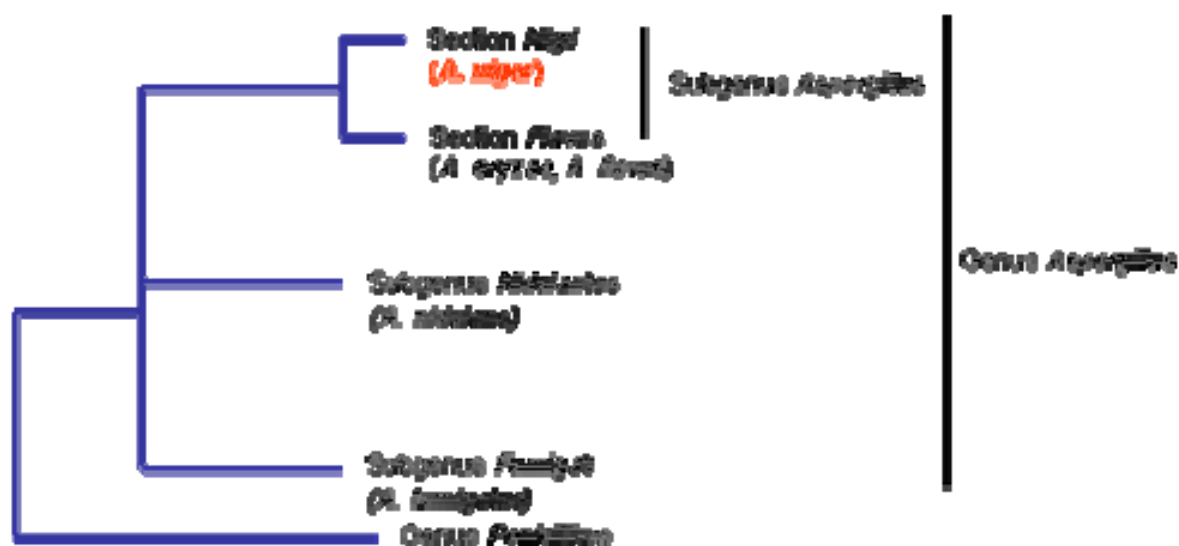 Section Nigri
(A. niger)
Subgenus Aspergillus
Section Flavus
(A. oryzae, A. flavus)
Genus Aspergillus
Subgenus Nidulantes
(A. nidulans)
Subgenus Fumigati
(A. fumigatus)
Genus Penicillium